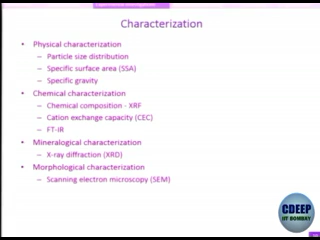 Characterization
• Physical characterization
– Particle size distribution
– Specific surface area (SSA)
– Specific gravity
• Chemical characterization
– Chemical composition - XRF
– Cation exchange capacity (CEC)
– FT-IR
• Mineralogical characterization
– X-ray diffraction (XRD)
• Morphological characterization
– Scanning electron microscopy (SEM)
CDEEP
IIT BOMBAY